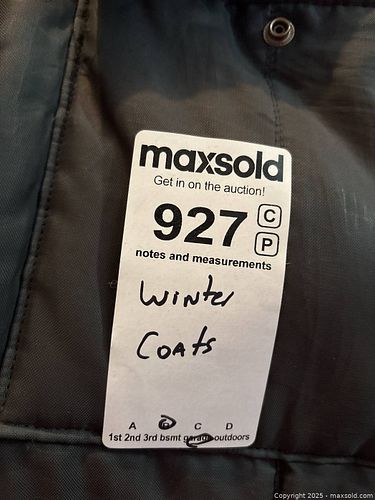 maxsold
Get in on the auction!
927 C
P
notes and measurements
Winter
Coats
A B C D
1st 2nd 3rd bsmt garage outdoors
Copyright 2025 - maxsold.com